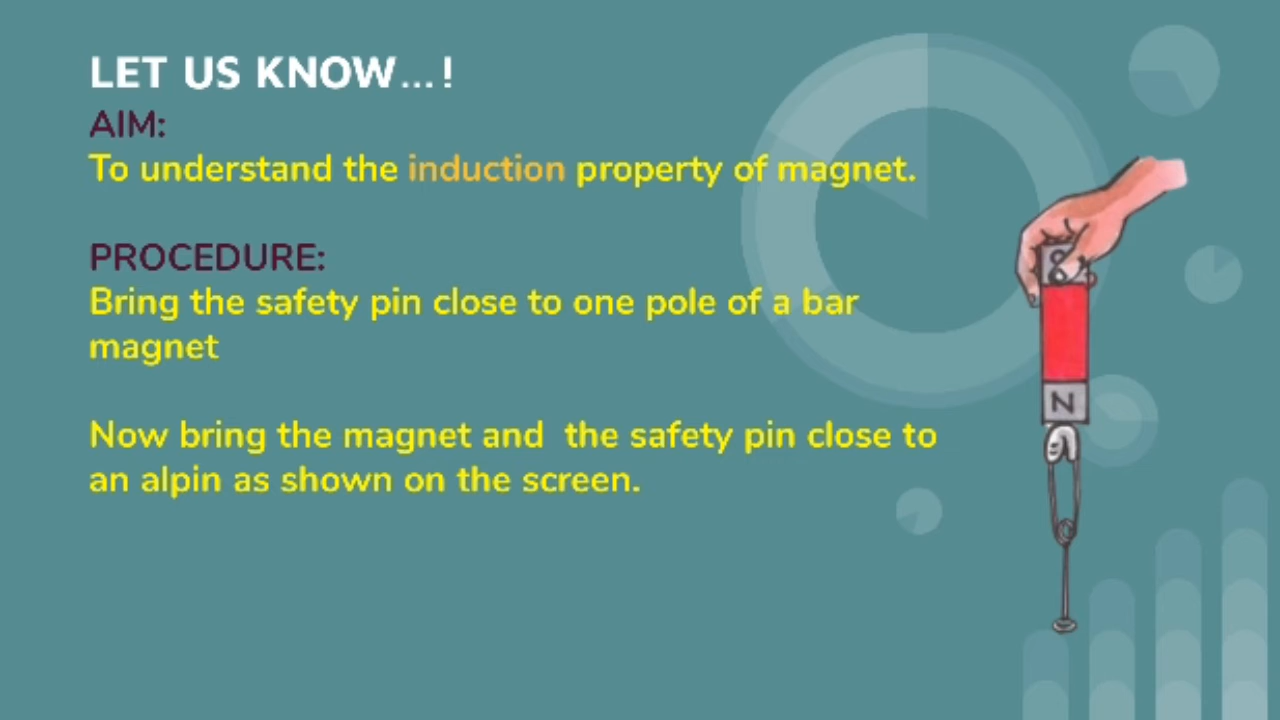 LET US KNOW...!
AIM:
To understand the induction property of magnet.
PROCEDURE:
Bring the safety pin close to one pole of a bar
magnet
Now bring the magnet and  the safety pin close to
an alpin as shown on the screen.
S
N